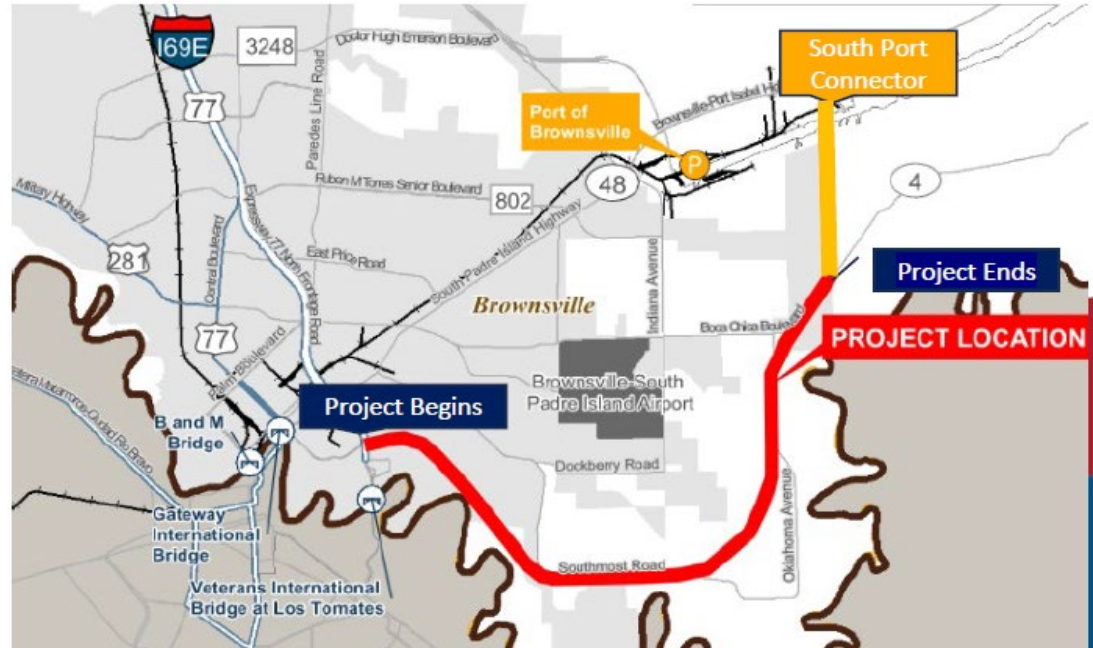 I69E
3248
Doctor Hugh Emerson Boulevard
South Port
Connector
77
Paredes Line Road
Port of
Brownsville
P
48
4
Military Highway
Ruben M Torres Senior Boulevard
802
South Padre Island Highway
Central Boulevard
Expressway 77 North Frontage Road
East Price Road
281
Indiana Avenue
Project Ends
Brownsville
Boca Chica Boulevard
PROJECT LOCATION
77
Palm Boulevard
Brownsville-South
Padre Island Airport
Project Begins
B and M
Bridge
Dockberry Road
Gateway
International
Bridge
Oklahoma Avenue
Southmost Road
Veterans International
Bridge at Los Tomates